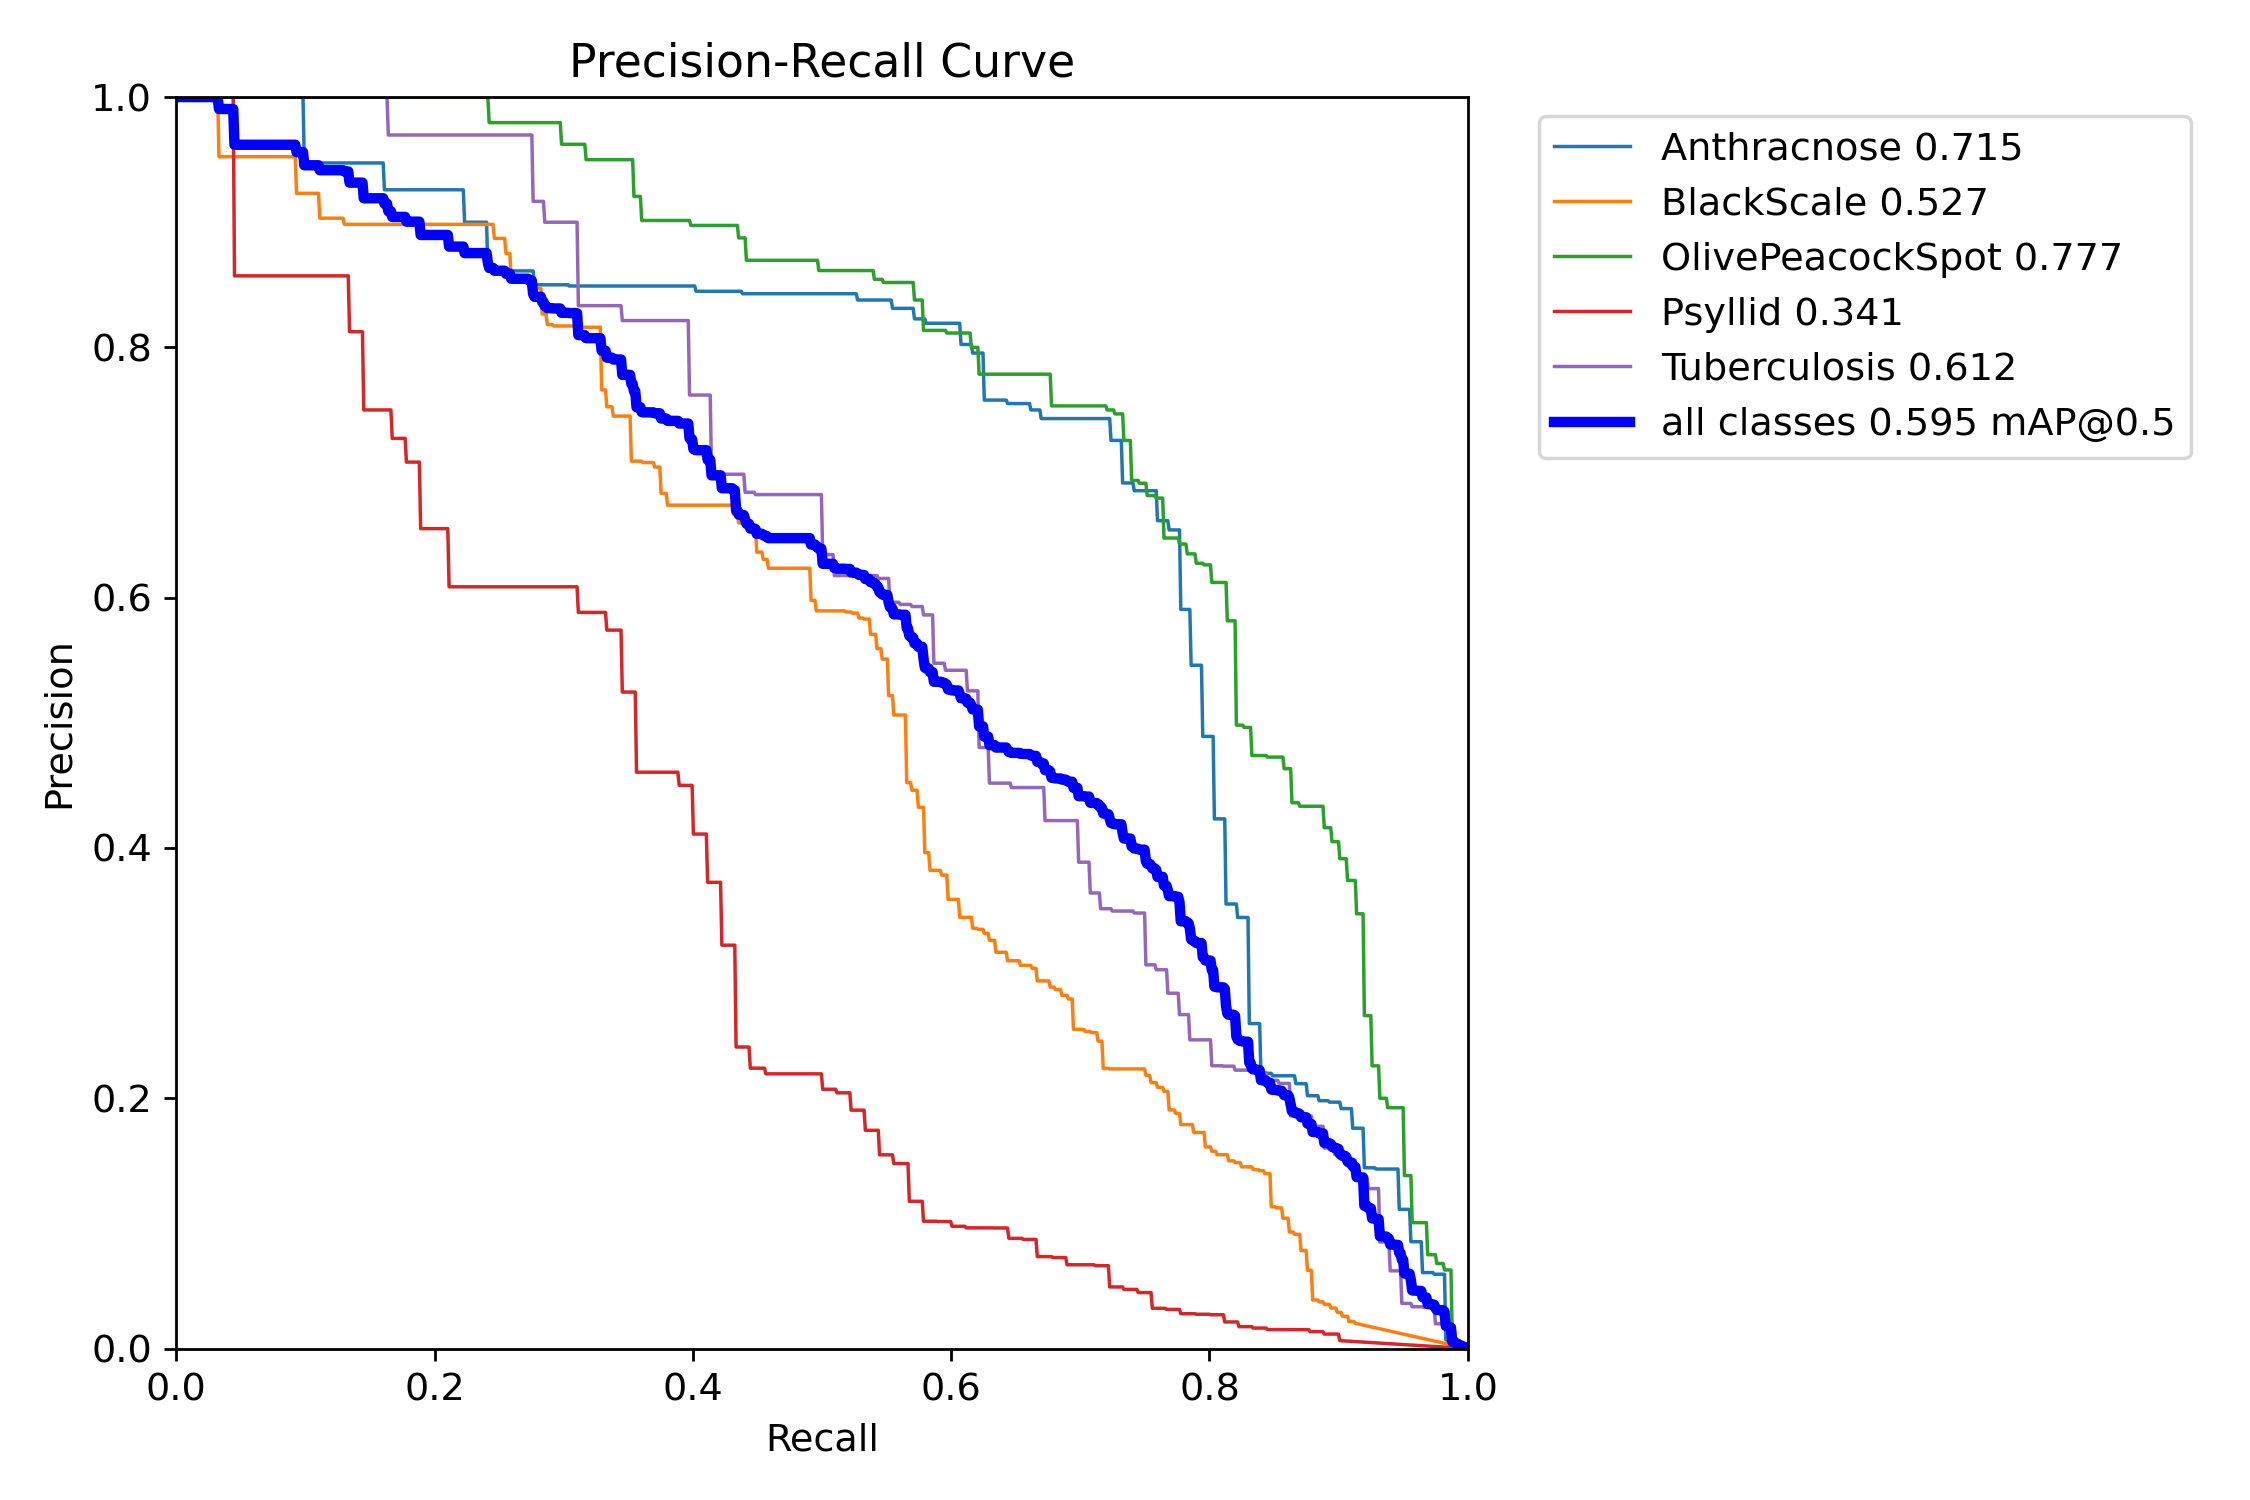 Precision-Recall Curve
1.0
0.8
0.6
0.4
0.2
0.0
Precision
0.0 0.2 0.4 0.6 0.8 1.0
Recall
Anthracnose 0.715
BlackScale 0.527
OlivePeacockSpot 0.777
Psyllid 0.341
Tuberculosis 0.612
all classes 0.595 mAP@0.5